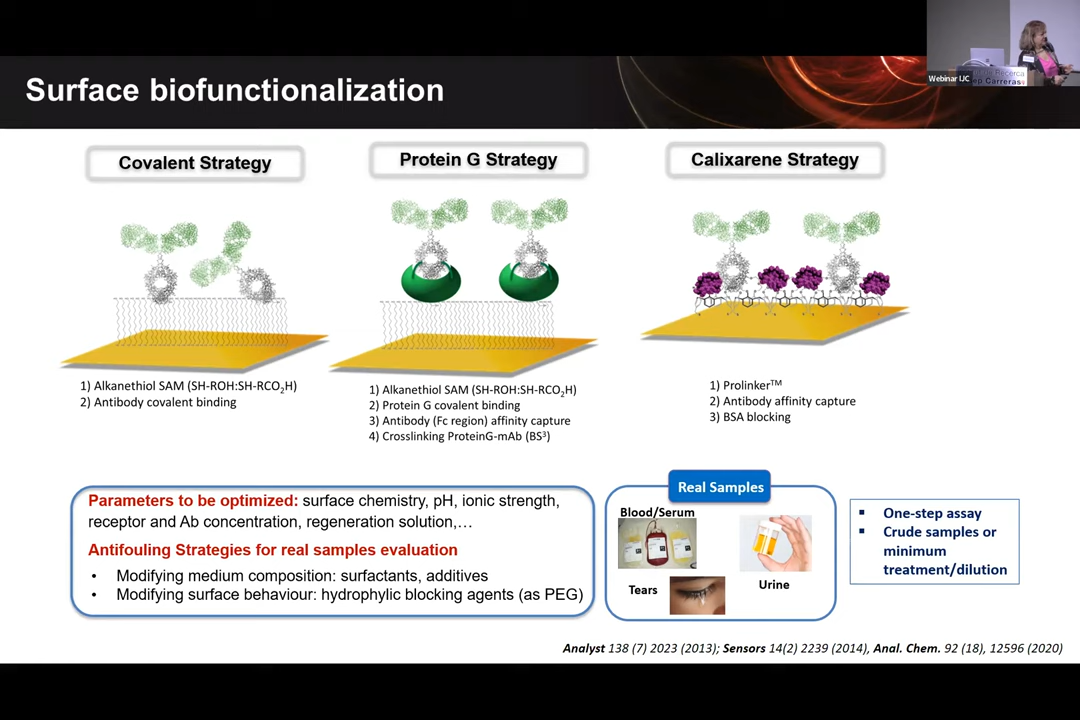 Surface biofunctionalization
Webinar IJC
Recerca
ep Carreras
Covalent Strategy
Protein G Strategy
Calixarene Strategy
1) Alkanethiol SAM (SH-ROH:SH-RCO2H)
2) Antibody covalent binding
1) Alkanethiol SAM (SH-ROH:SH-RCO2H)
2) Protein G covalent binding
3) Antibody (Fc region) affinity capture
4) Crosslinking ProteinG-mAb (BS3)
1) ProlinkerTM
2) Antibody affinity capture
3) BSA blocking
Parameters to be optimized: surface chemistry, pH, ionic strength,
receptor and Ab concentration, regeneration solution,…
Antifouling Strategies for real samples evaluation
• Modifying medium composition: surfactants, additives
• Modifying surface behaviour: hydrophylic blocking agents (as PEG)
Real Samples
Blood/Serum
Tears
Urine
▪ One-step assay
▪ Crude samples or
minimum
treatment/dilution
Analyst 138 (7) 2023 (2013); Sensors 14(2) 2239 (2014), Anal. Chem. 92 (18), 12596 (2020)